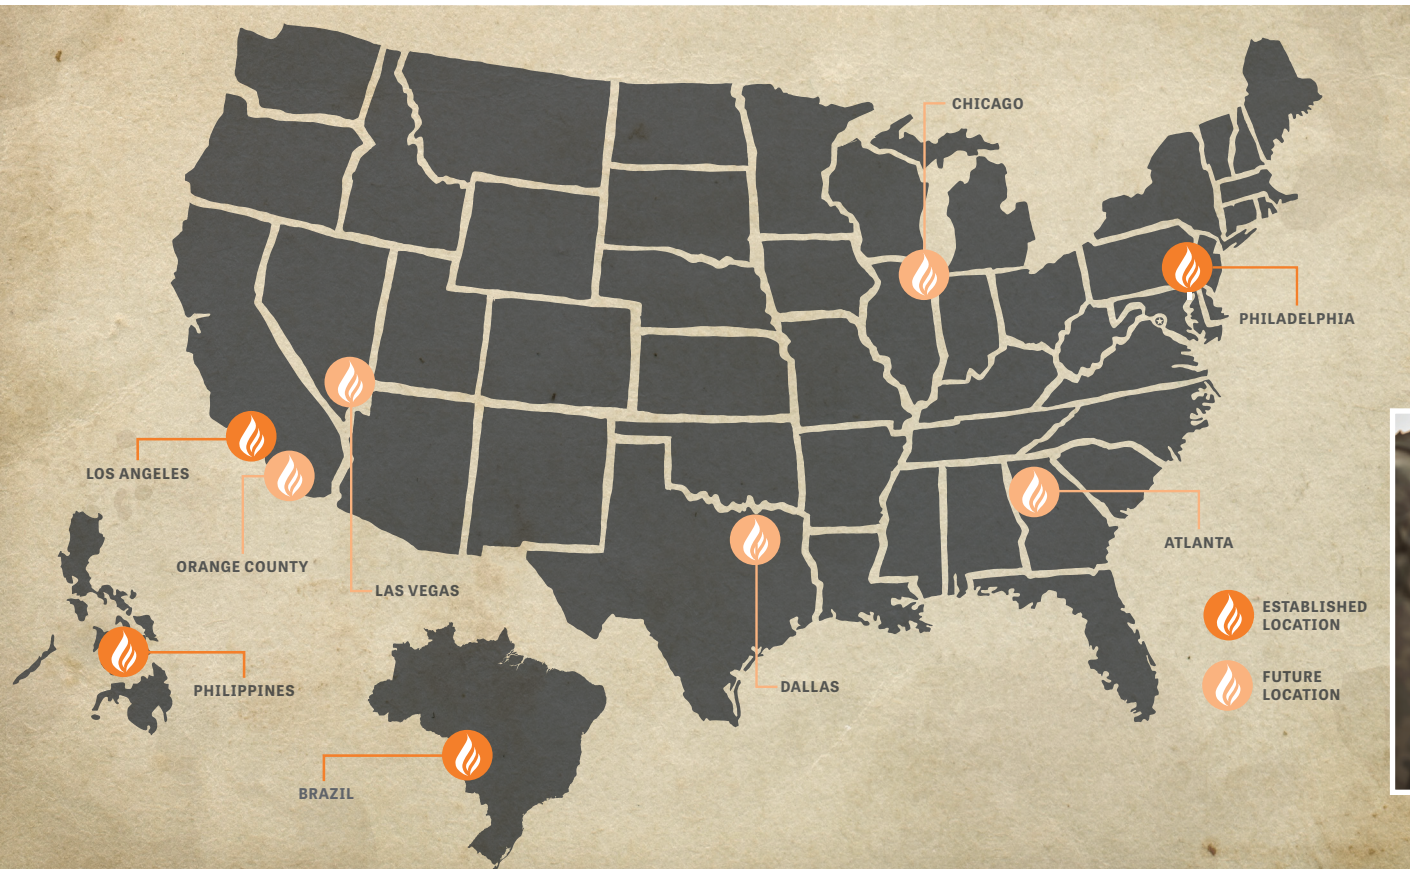 CHICAGO
PHILADELPHIA
LOS ANGELES
ORANGE COUNTY
LAS VEGAS
ATLANTA
ESTABLISHED
LOCATION
FUTURE
LOCATION
PHILIPPINES
DALLAS
BRAZIL